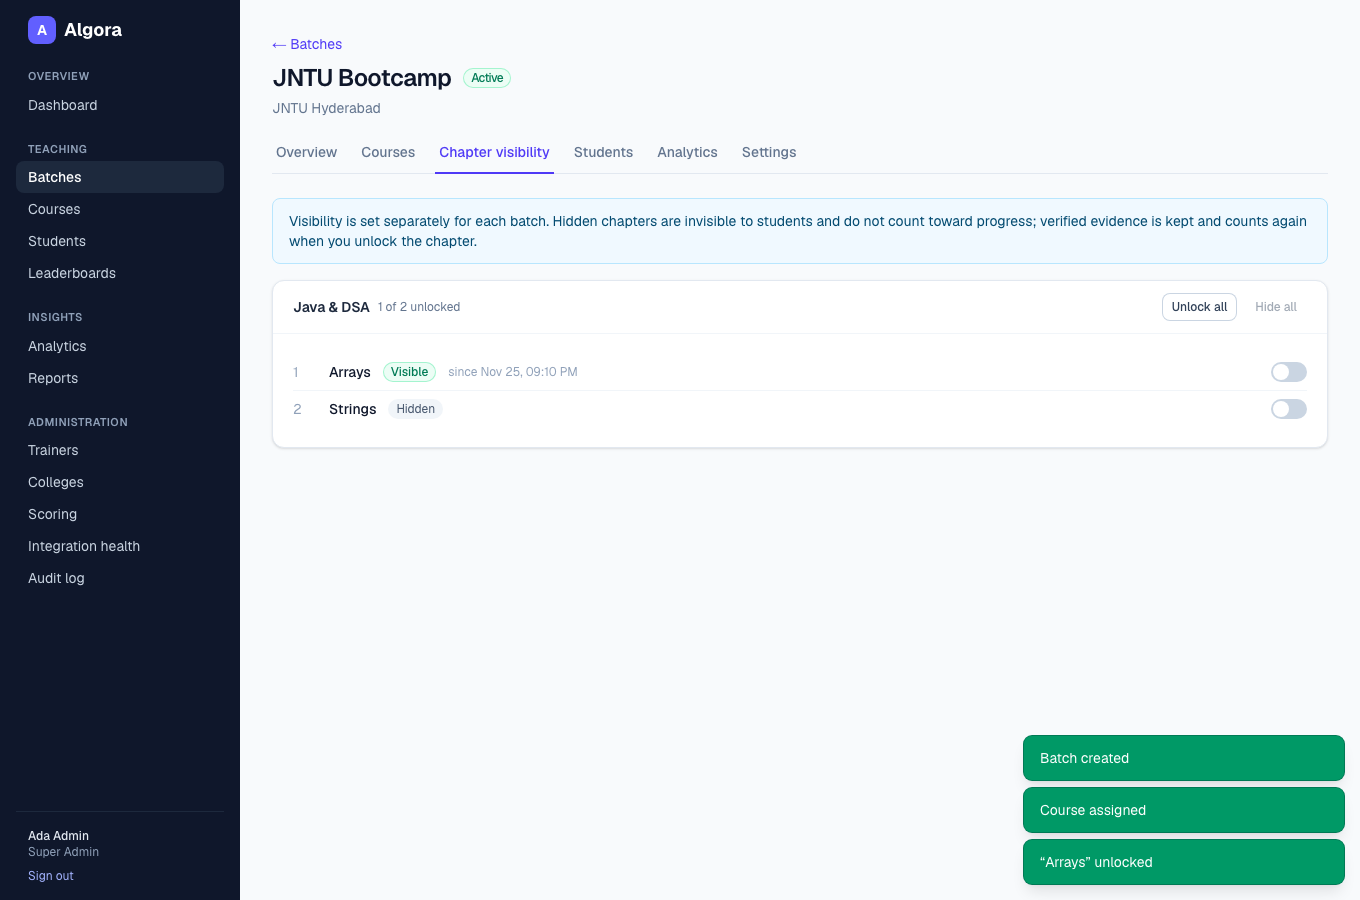 A Algora
OVERVIEW
Dashboard
TEACHING
Batches
Courses
Students
Leaderboards
INSIGHTS
Analytics
Reports
ADMINISTRATION
Trainers
Colleges
Scoring
Integration health
Audit log
Ada Admin
Super Admin
Sign out
← Batches
JNTU Bootcamp Active
JNTU Hyderabad
Overview Courses Chapter visibility Students Analytics Settings
Visibility is set separately for each batch. Hidden chapters are invisible to students and do not count toward progress; verified evidence is kept and counts again
when you unlock the chapter.
Java & DSA 1 of 2 unlocked Unlock all Hide all
1 Arrays Visible since Nov 25, 09:10 PM
2 Strings Hidden
Batch created
Course assigned
“Arrays” unlocked